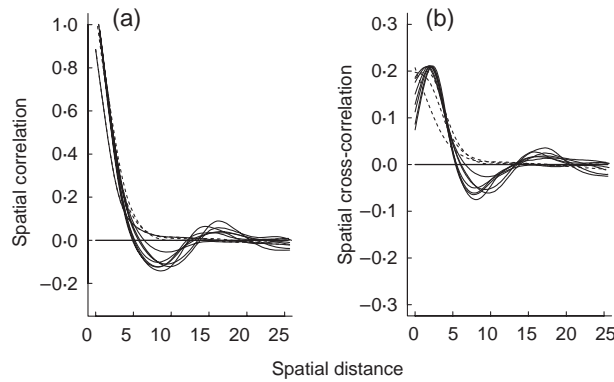 (a)
(b)
Spatial correlation
1·0
0·8
0·6
0·4
0·2
0·0
–0·2
0 5 10 15 20 25
Spatial cross-correlation
0·3
0·2
0·1
0·0
–0·1
–0·2
–0·3
0 5 10 15 20 25
Spatial distance